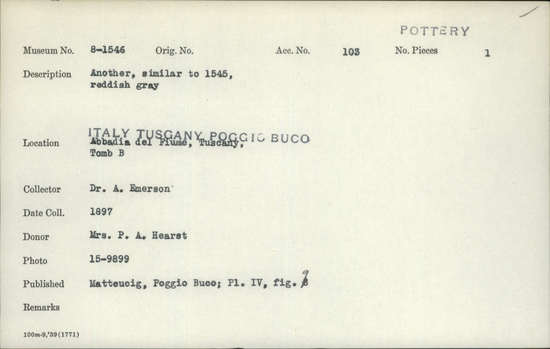 POTTERY
Museum No. 8-1546 Orig. No. Acc. No. 103 No. Pieces 1
Description Another, similar to 1545,
reddish gray
ITALY TUSCANY POGGIO BUCO
Location Abbadia del Fiume, Tuscany,
Tomb B
Collector Dr. A. Emerson
Date Coll. 1897
Donor Mrs. P. A. Hearst
Photo 15-9899
Published Matteucig, Poggio Buco; Pl. IV, fig. 9
Remarks
100m-9,'39(1771)